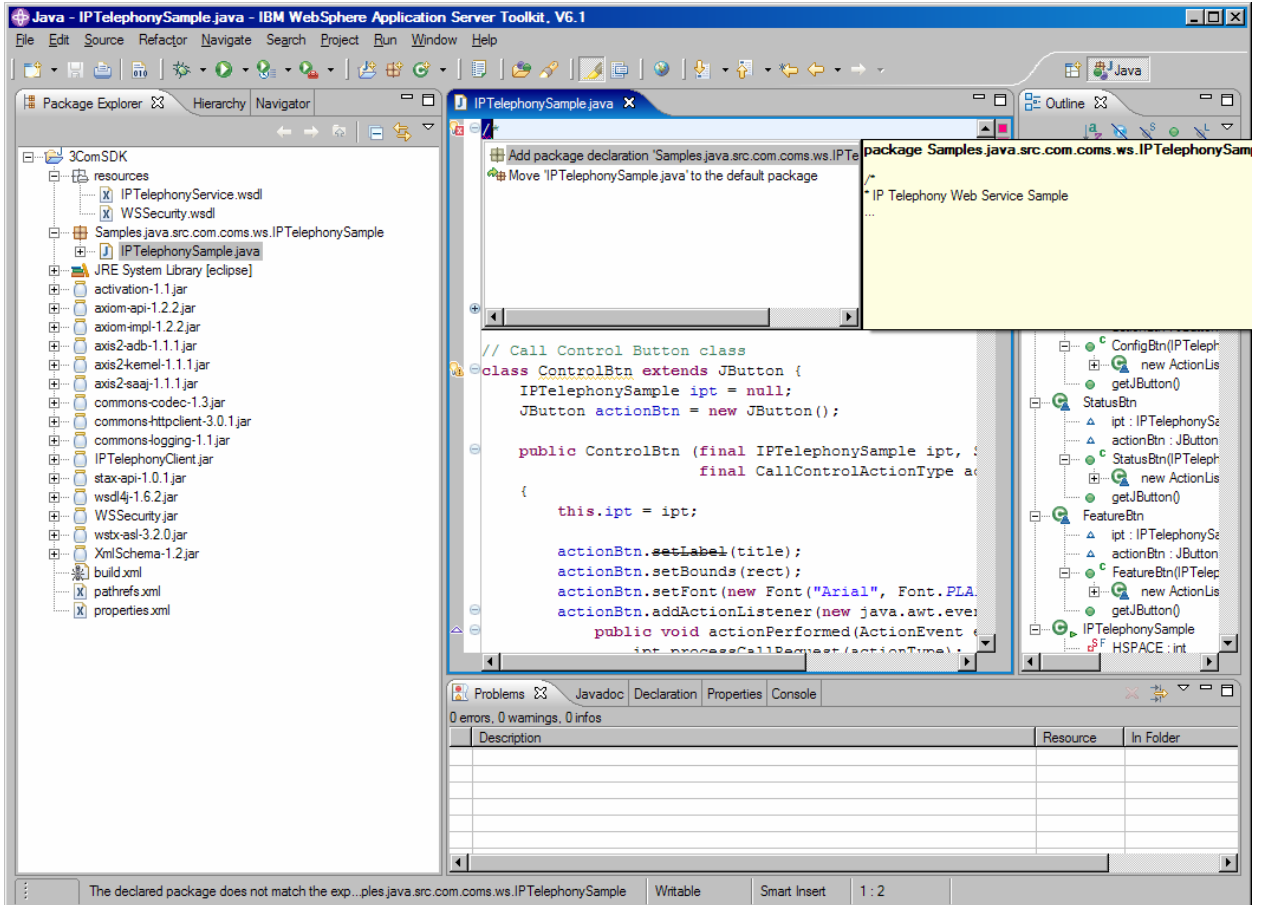 Java - IPTelephonySample.java - IBM WebSphere Application Server Toolkit, V6.1
File Edit Source Refactor Navigate Search Project Run Window Help
Java
Package Explorer Hierarchy Navigator
3ComSDK
resources
IPTelephonyService.wsdl
WSSecurity.wsdl
Samples.java.src.com.coms.ws.IPTelephonySample
IPTelephonySample.java
JRE System Library [eclipse]
activation-1.1.jar
axiom-api-1.2.2.jar
axiom-impl-1.2.2.jar
axis2-adb-1.1.1.jar
axis2-kernel-1.1.1.jar
axis2-saaj-1.1.1.jar
commons-codec-1.3.jar
commons-httpclient-3.0.1.jar
commons-logging-1.1.jar
IPTelephonyClient.jar
stax-api-1.0.1.jar
wsdl4j-1.6.2.jar
WSSecurity.jar
wstx-asl-3.2.0.jar
XmlSchema-1.2.jar
build.xml
pathrefs.xml
properties.xml
IPTelephonySample.java
/*
Add package declaration 'Samples.java.src.com.coms.ws.IPTe
Move 'IPTelephonySample.java' to the default package
package Samples.java.src.com.coms.ws.IPTelephonySam
/*
* IP Telephony Web Service Sample
...
// Call Control Button class
class ControlBtn extends JButton {
IPTelephonySample ipt = null;
JButton actionBtn = new JButton();
public ControlBtn (final IPTelephonySample ipt, S
final CallControlActionType ac
{
this.ipt = ipt;
actionBtn.setLabel(title);
actionBtn.setBounds(rect);
actionBtn.setFont(new Font("Arial", Font.PLA
actionBtn.addActionListener(new java.awt.even
public void actionPerformed(ActionEvent e
ipt.processCallRequest(actionType);
Outline
ConfigBtn(IPTeleph
new ActionLis
getJButton()
StatusBtn
ipt : IPTelephonySa
actionBtn : JButton
StatusBtn(IPTeleph
new ActionLis
getJButton()
FeatureBtn
ipt : IPTelephonySa
actionBtn : JButton
FeatureBtn(IPTelep
new ActionLis
getJButton()
IPTelephonySample
HSPACE : int
Problems Javadoc Declaration Properties Console
0 errors, 0 warnings, 0 infos
Description Resource In Folder
The declared package does not match the exp...ples.java.src.com.coms.ws.IPTelephonySample Writable Smart Insert 1 : 2